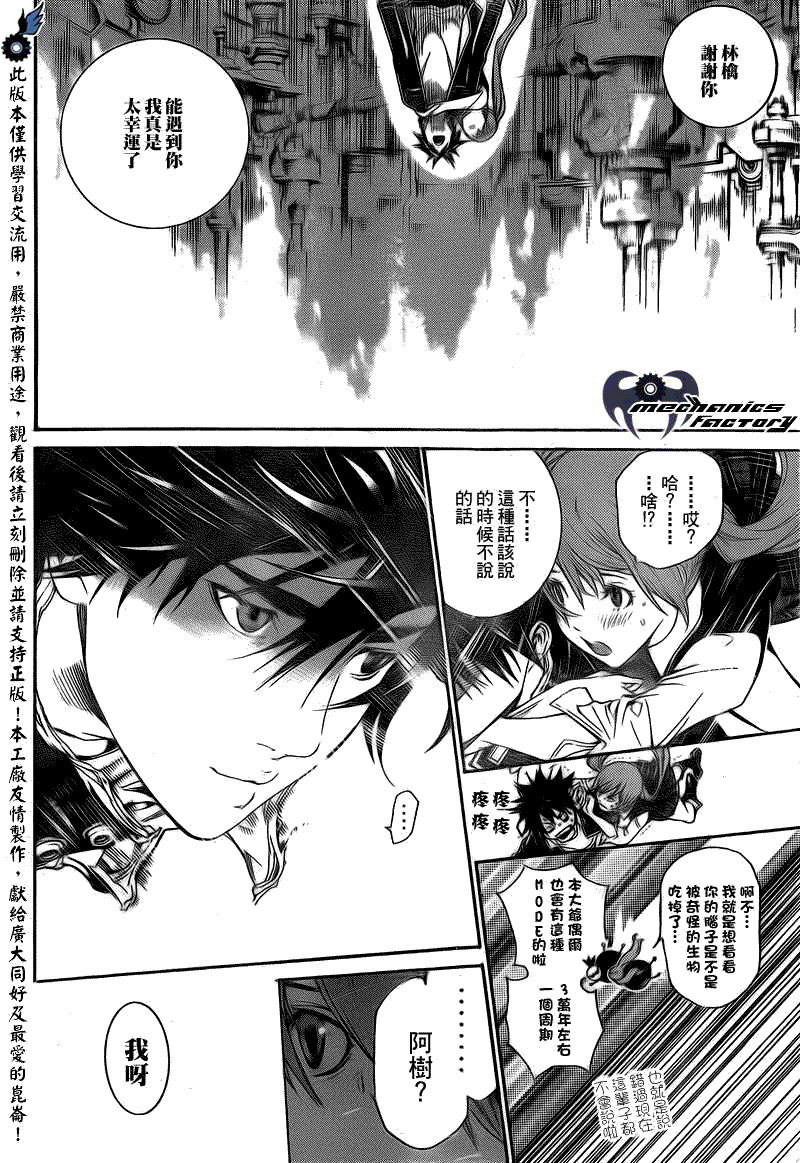 林檎
謝謝你
能遇到你
我真是
太幸運了
mechanics
Factory
……哎？
哈？……
……啥!?
不……
這種話該說
的時候不說
的話
疼疼
疼疼
……
啊不…
我就是想看看
你的腦子是不是
被奇怪的生物
吃掉了…
本大爺偶爾
也會有這種
MODE的啦
3萬年左右
一個周期
也就是說
錯過現在
這輩子都
不會說啦
………
阿樹？
我呀
此版本僅供學習交流用，嚴禁商業用途，觀看後請立刻刪除並請支持正版！本工廠友情製作，獻給廣大同好及最愛的崑崙！